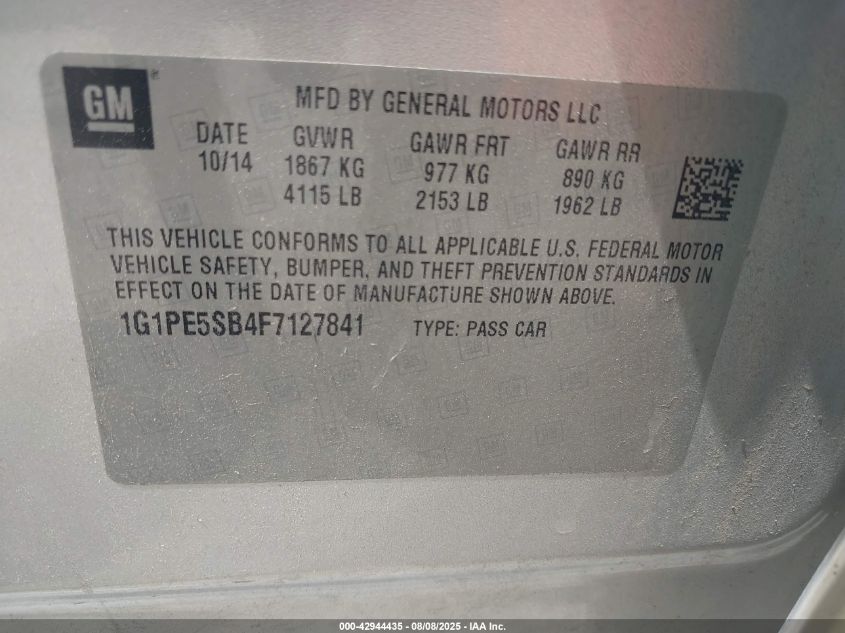 GM®
MFD BY GENERAL MOTORS LLC
DATE GVWR GAWR FRT GAWR RR
10/14 1867 KG 977 KG 890 KG
4115 LB 2153 LB 1962 LB
THIS VEHICLE CONFORMS TO ALL APPLICABLE U.S. FEDERAL MOTOR
VEHICLE SAFETY, BUMPER, AND THEFT PREVENTION STANDARDS IN
EFFECT ON THE DATE OF MANUFACTURE SHOWN ABOVE.
1G1PE5SB4F7127841 TYPE: PASS CAR
000-42944435 - 08/08/2025 - IAA Inc.